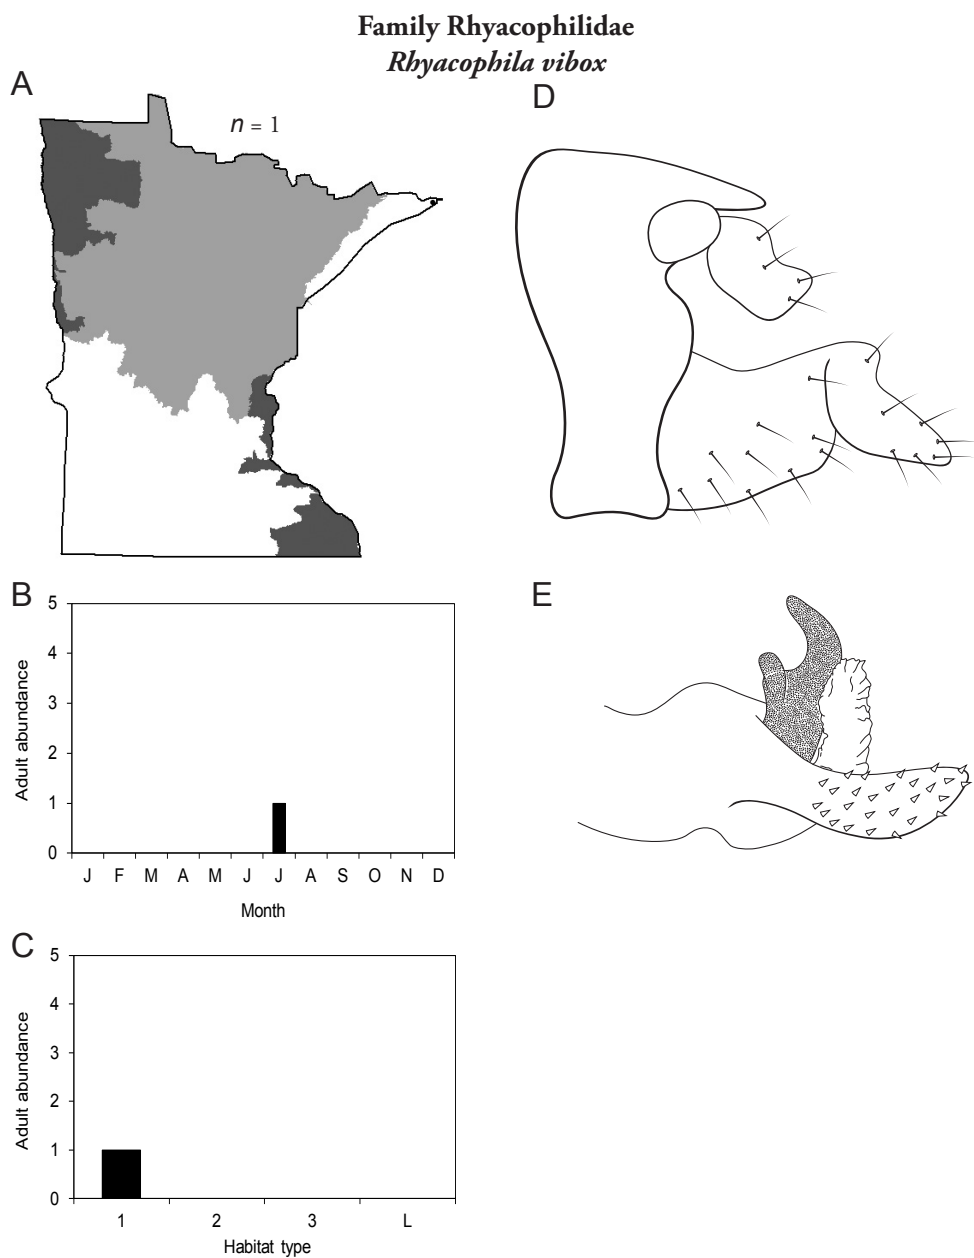 Family Rhyacophilidae
Rhyacophila vibox
A
n = 1
D
B
5
4
3
2
1
0
Adult abundance
J F M A M J J A S O N D
Month
E
C
5
4
3
2
1
0
Adult abundance
1 2 3 L
Habitat type